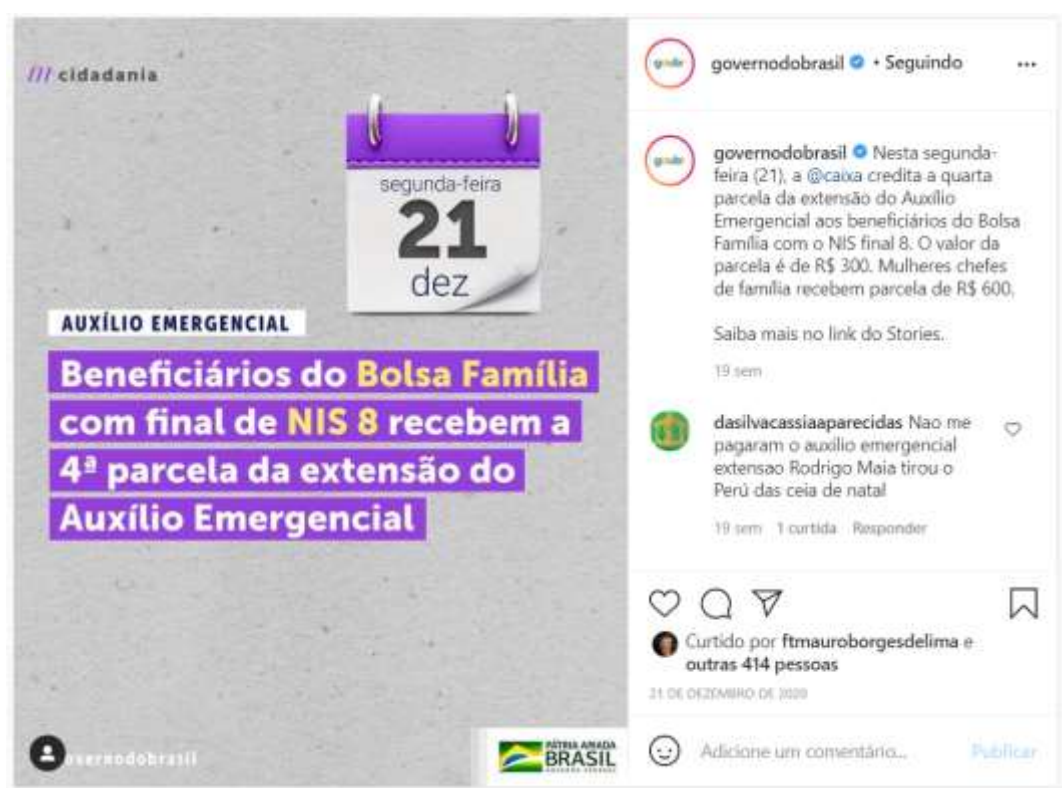 cidadania
segunda-feira
21
dez
AUXÍLIO EMERGENCIAL
Beneficiários do Bolsa Família
com final de NIS 8 recebem a
4ª parcela da extensão do
Auxílio Emergencial
governodobrasil
PÁTRIA AMADA
BRASIL
GOVERNO FEDERAL
govbr
governodobrasil • Seguindo
govbr
governodobrasil Nesta segunda-
feira (21), a @caixa credita a quarta
parcela da extensão do Auxílio
Emergencial aos beneficiários do Bolsa
Família com o NIS final 8. O valor da
parcela é de R$ 300. Mulheres chefes
de família recebem parcela de R$ 600.
Saiba mais no link do Stories.
19 sem
dasilvacassiaaparecidas Nao me
pagaram o auxilio emergencial
extensao Rodrigo Maia tirou o
Perú das ceia de natal
19 sem 1 curtida Responder
Curtido por ftmauroborgesdelima e
outras 414 pessoas
21 DE DEZEMBRO DE 2020
Adicione um comentário... Publicar